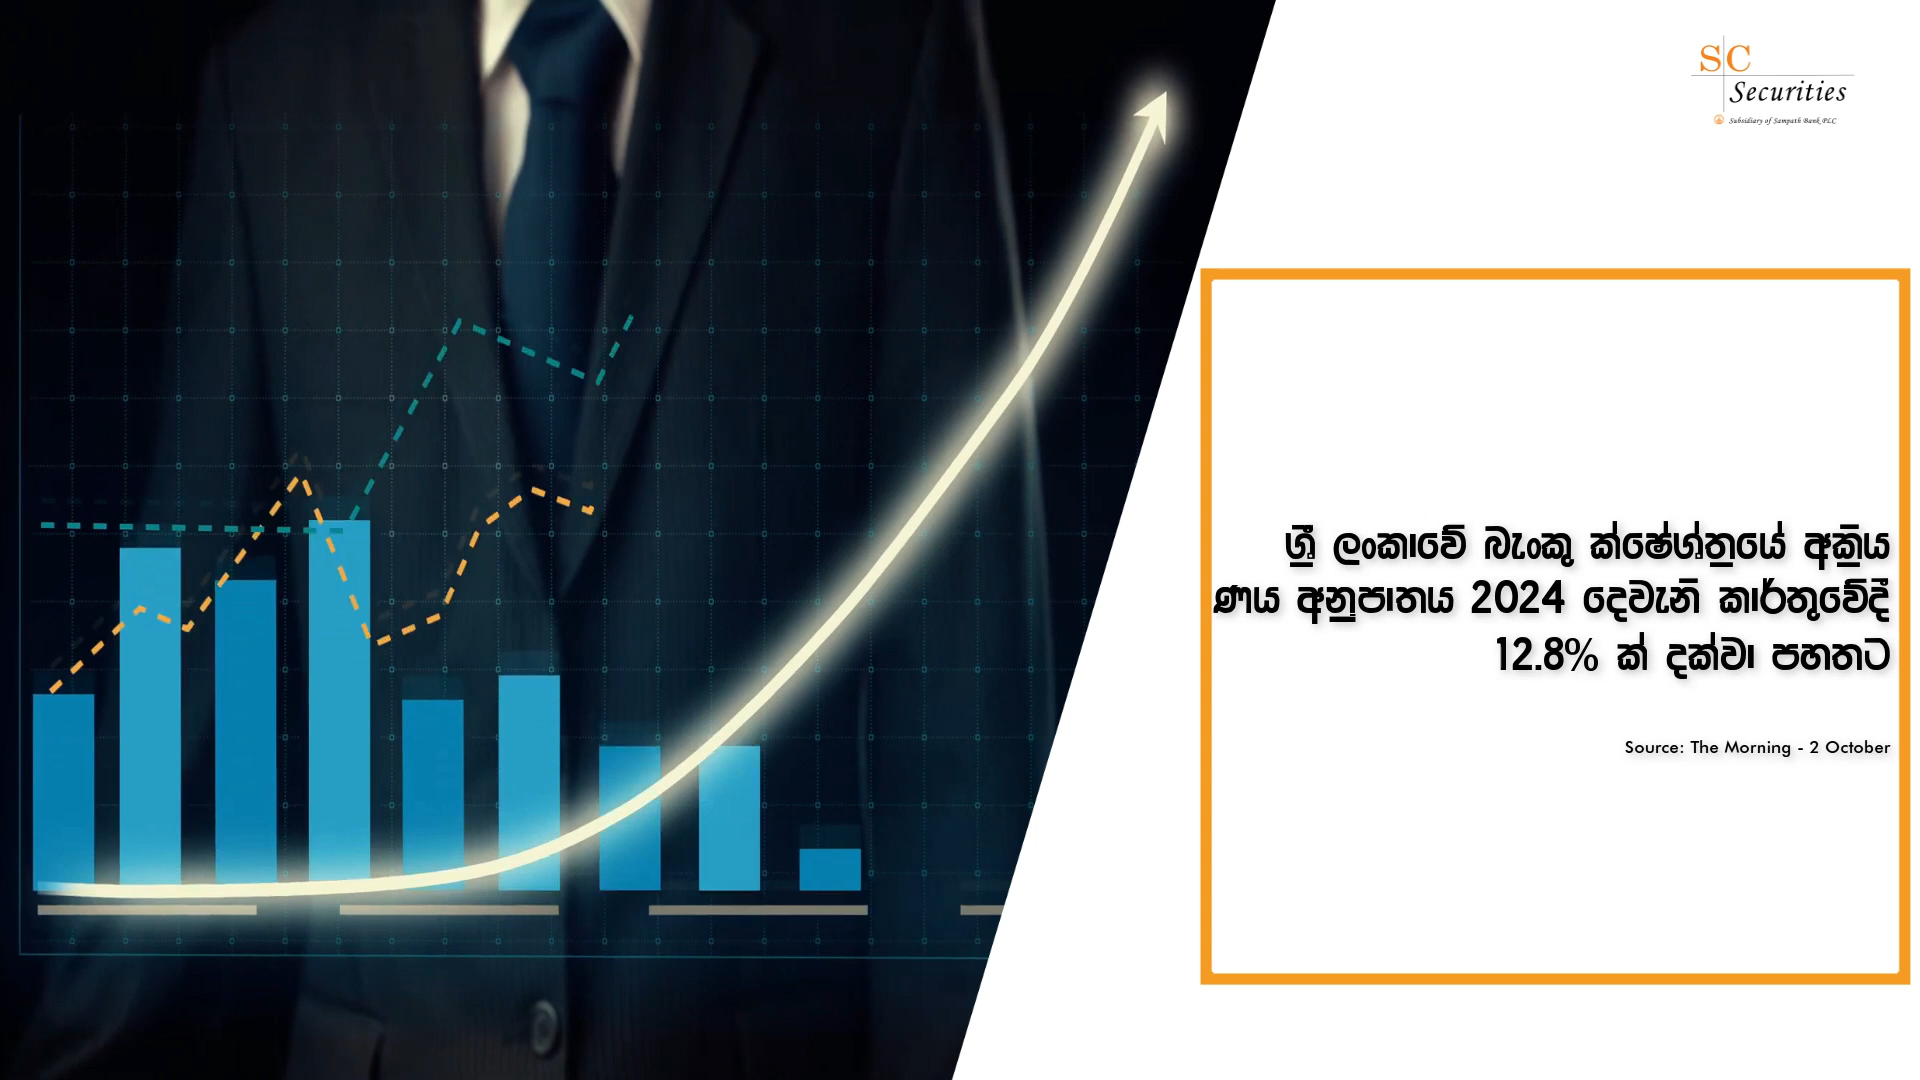 SC
Securities
Subsidiary of Sampath Bank PLC
ශ්‍රී ලංකාවේ බැංකු ක්ෂේශ්ත්‍රයේ අක්‍රිය
ණය අනුපාතය 2024 දෙවැනි කාර්තුවේදී
12.8% ක් දක්වා පහතට
Source: The Morning - 2 October